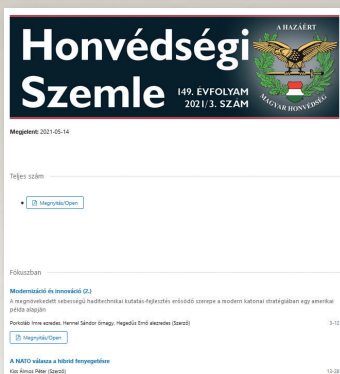 Honvédségi
Szemle
149. ÉVFOLYAM
2021/3. SZÁM
A HAZÁÉRT
MAGYAR HONVÉDSÉG
Megjelent: 2021-05-14
Teljes szám
Magnyitás/Open
Fókuszban
Modernizáció és innováció (2.)
A megnövekedett sebességű haditechnikai kutatás-fejlesztés erősödő szerepe a modern katonai stratégiában egy amerikai
példa alapján
Porkoláb Imre ezredes, Hennel Sándor őrnagy, Hegedűs Ernő alezredes (Szerző)
3-12
Magnyitás/Open
A NATO válasza a hibrid fenyegetésre
Kiss Álmos Péter (Szerző)
13-28